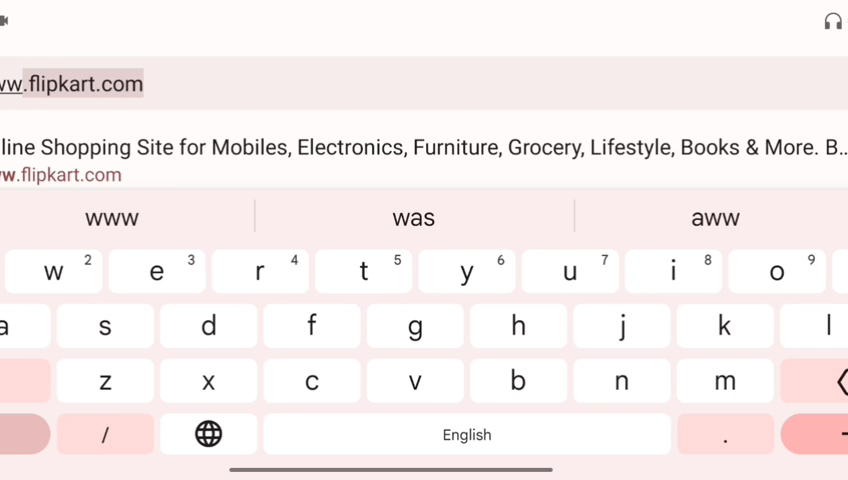 ww.flipkart.com
line Shopping Site for Mobiles, Electronics, Furniture, Grocery, Lifestyle, Books & More. B...
w.flipkart.com
www was aww
w 2 e 3 r 4 t 5 y 6 u 7 i 8 o 9
a s d f g h j k l
z x c v b n m
/ English .